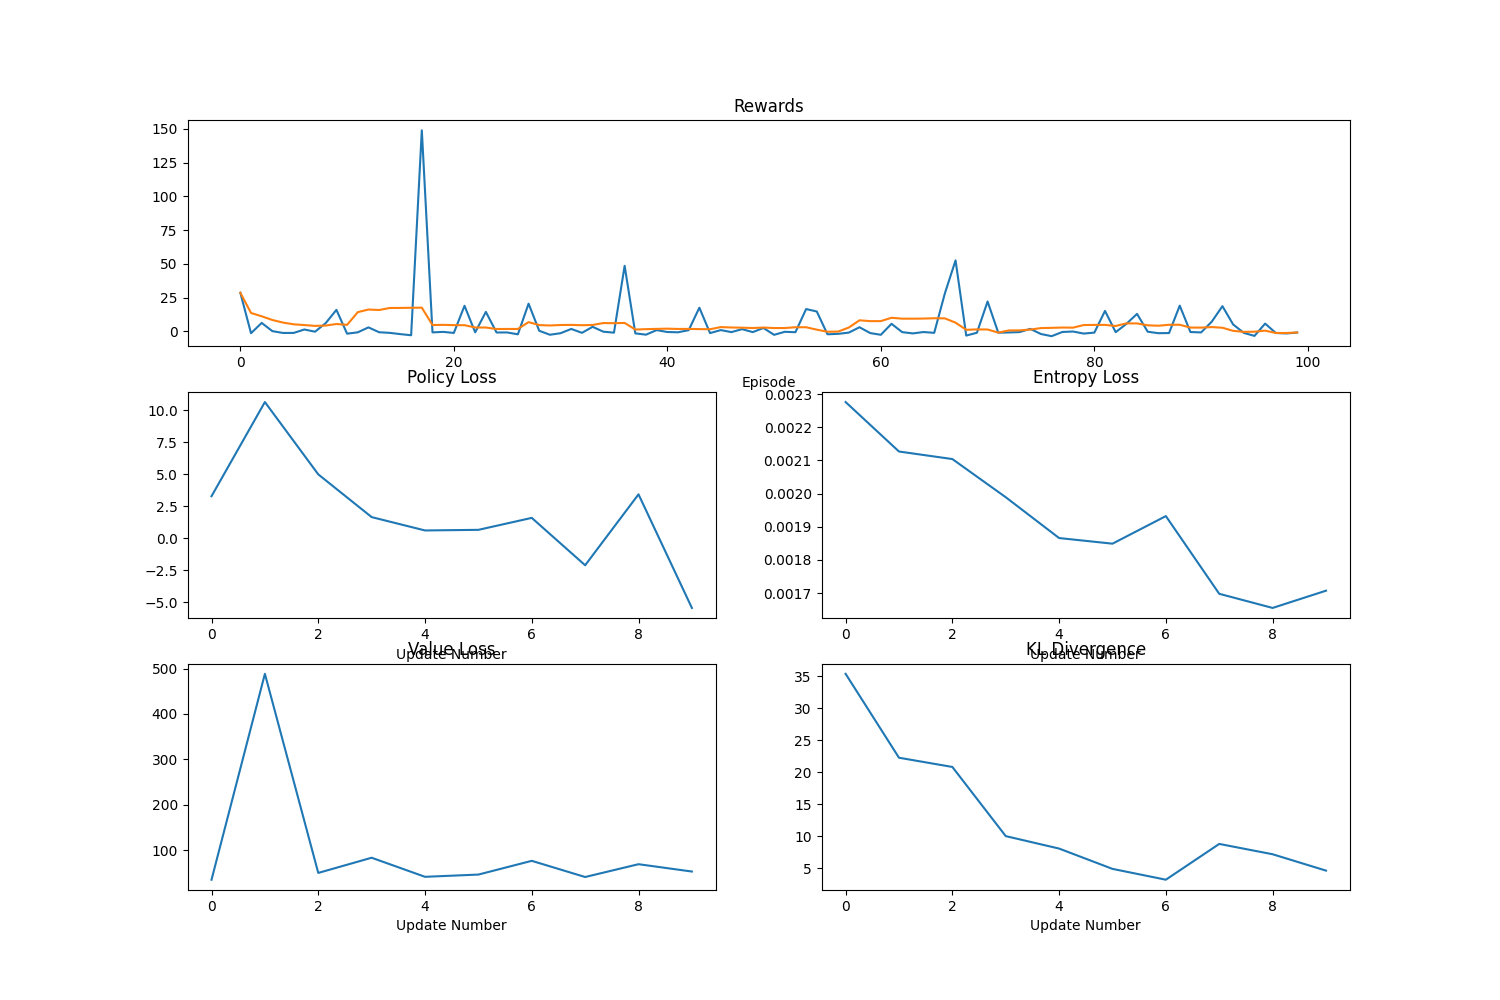 Rewards
150
125
100
75
50
25
0
0 20 40 60 80 100
Episode
Policy Loss
10.0
7.5
5.0
2.5
0.0
−2.5
−5.0
0 2 4 6 8
Update Number
Entropy Loss
0.0023
0.0022
0.0021
0.0020
0.0019
0.0018
0.0017
0 2 4 6 8
Update Number
Value Loss
500
400
300
200
100
0 2 4 6 8
Update Number
KL Divergence
35
30
25
20
15
10
5
0 2 4 6 8
Update Number